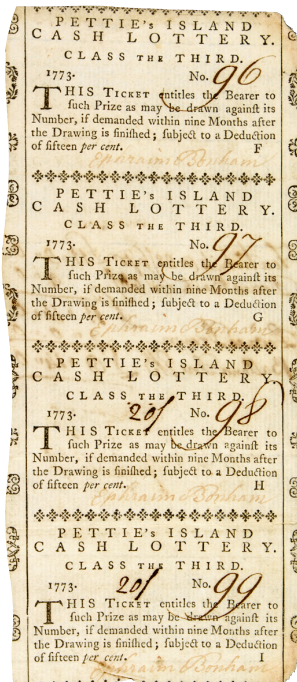 PETTIE's ISLAND
CASH LOTTERY.
CLASS THE THIRD.
1773. No. 96
THIS TICKET entitles the Bearer to
such Prize as may be drawn against its
Number, if demanded within nine Months after
the Drawing is finished; subject to a Deduction
of fifteen per cent. F
Ephraim Bonham
PETTIE's ISLAND
CASH LOTTERY.
CLASS THE THIRD.
1773. No. 97
THIS TICKET entitles the Bearer to
such Prize as may be drawn against its
Number, if demanded within nine Months after
the Drawing is finished; subject to a Deduction
of fifteen per cent. G
Ephraim Bonham
PETTIE's ISLAND
CASH LOTTERY.
CLASS THE THIRD.
1773. 20/ No. 98
THIS TICKET entitles the Bearer to
such Prize as may be drawn against its
Number, if demanded within nine Months after
the Drawing is finished; subject to a Deduction
of fifteen per cent. H
Ephraim Bonham
PETTIE's ISLAND
CASH LOTTERY.
CLASS THE THIRD.
1773. 20/ No. 99
THIS TICKET entitles the Bearer to
such Prize as may be drawn against its
Number, if demanded within nine Months after
the Drawing is finished; subject to a Deduction
of fifteen per cent. I
Ephraim Bonham